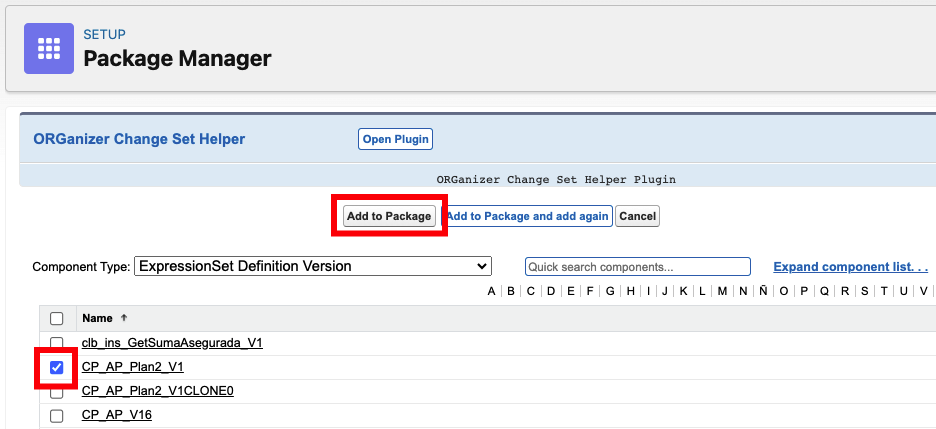 SETUP
Package Manager
ORGanizer Change Set Helper Open Plugin
ORGanizer Change Set Helper Plugin
Add to Package Add to Package and add again Cancel
Component Type: ExpressionSet Definition Version Quick search components... Expand component list. . .
A | B | C | D | E | F | G | H | I | J | K | L | M | N | Ñ | O | P | Q | R | S | T | U | V
Name ↑
clb_ins_GetSumaAsegurada_V1
CP_AP_Plan2_V1
CP_AP_Plan2_V1CLONE0
CP_AP_V16